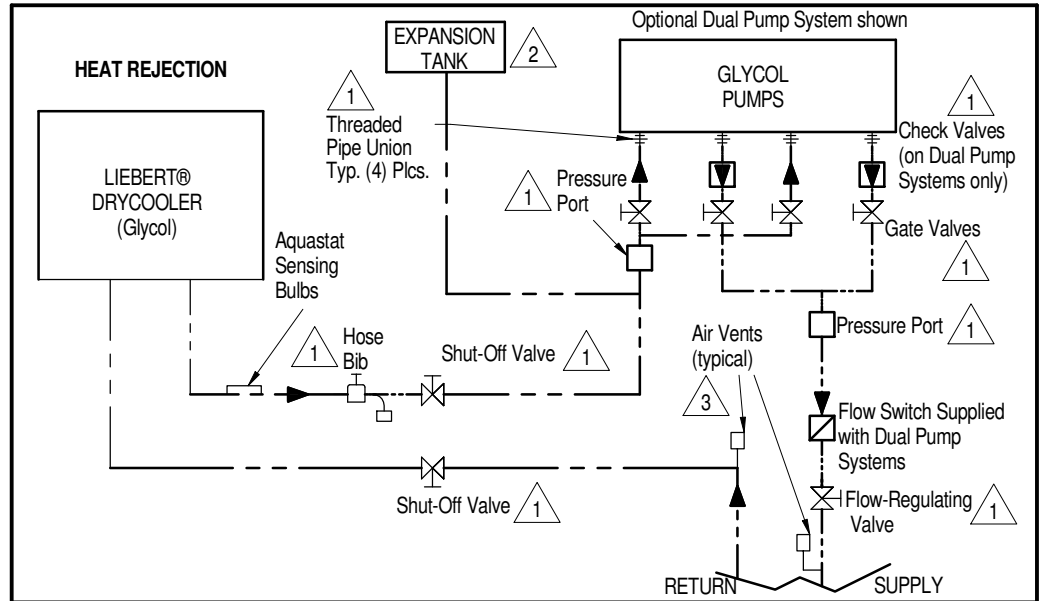 Optional Dual Pump System shown
EXPANSION
TANK
2
HEAT REJECTION
GLYCOL
PUMPS
1
Threaded
Pipe Union
Typ. (4) Plcs.
1
Check Valves
(on Dual Pump
Systems only)
LIEBERT®
DRYCOOLER
(Glycol)
1
Pressure
Port
Gate Valves
1
Aquastat
Sensing
Bulbs
1
Hose
Bib
Shut-Off Valve
1
Air Vents
(typical)
3
Pressure Port
1
Flow Switch Supplied
with Dual Pump
Systems
Shut-Off Valve
1
Flow-Regulating
Valve
1
RETURN
SUPPLY